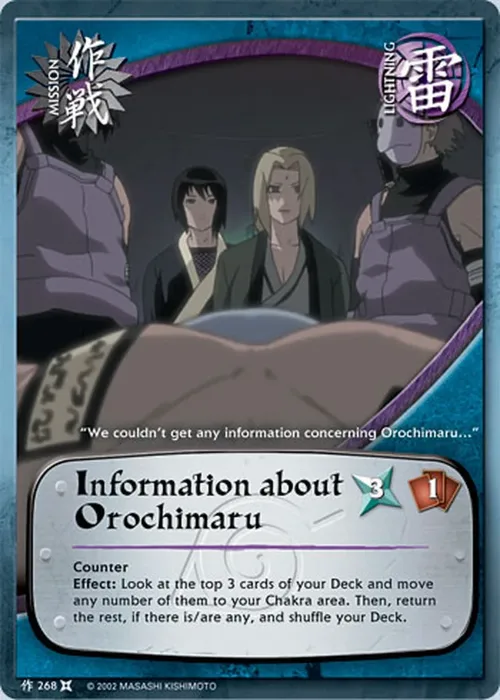 MISSION
作戦
LIGHTNING
雷
"We couldn't get any information concerning Orochimaru..."
Information about
Orochimaru
3
1
Counter
Effect: Look at the top 3 cards of your Deck and move
any number of them to your Chakra area. Then, return
the rest, if there is/are any, and shuffle your Deck.
作 268 © 2002 MASASHI KISHIMOTO